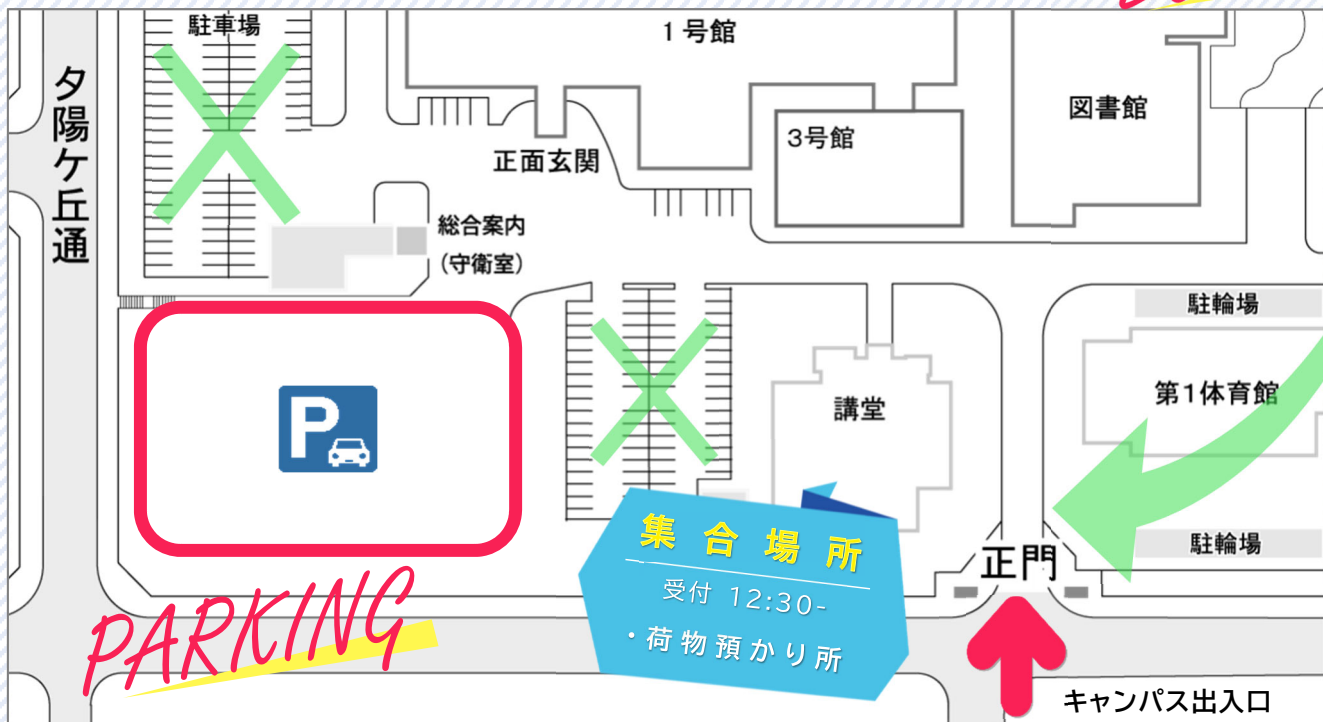 駐車場
1号館
図書館
3号館
夕陽ケ丘通
正面玄関
総合案内
(守衛室)
駐輪場
第1体育館
講堂
P
集合場所
受付 12:30-
・荷物預かり所
駐輪場
正門
PARKING
キャンパス出入口